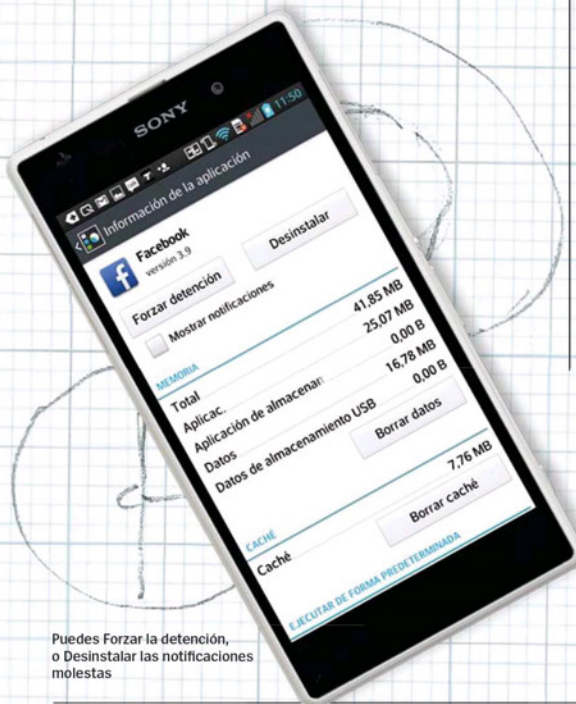 SONY
11:50
Información de la aplicación
Facebook
versión 3.9
Forzar detención
Desinstalar
Mostrar notificaciones
MEMORIA
Total 41,85 MB
Aplicac. 25,07 MB
Aplicación de almacenar 0,00 B
Datos 16,78 MB
Datos de almacenamiento USB 0,00 B
Borrar datos
CACHÉ
Caché 7,76 MB
Borrar caché
EJECUTAR DE FORMA PREDETERMINADA
Puedes Forzar la detención,
o Desinstalar las notificaciones
molestas